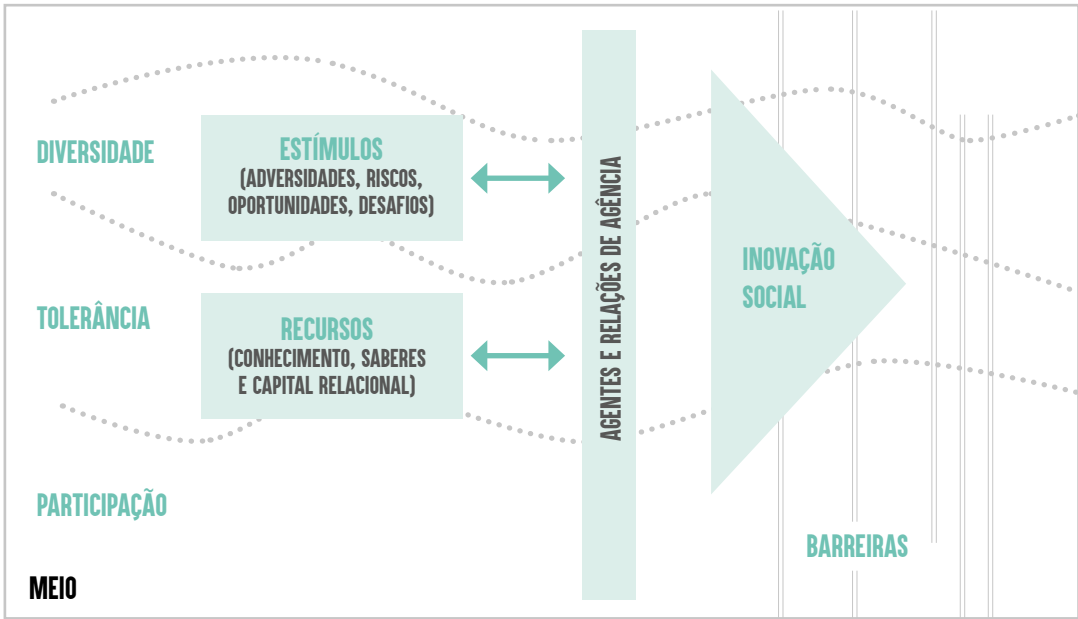 DIVERSIDADE
ESTÍMULOS
(ADVERSIDADES, RISCOS,
OPORTUNIDADES, DESAFIOS)
TOLERÂNCIA
RECURSOS
(CONHECIMENTO, SABERES
E CAPITAL RELACIONAL)
PARTICIPAÇÃO
MEIO
AGENTES E RELAÇÕES DE AGÊNCIA
INOVAÇÃO
SOCIAL
BARREIRAS